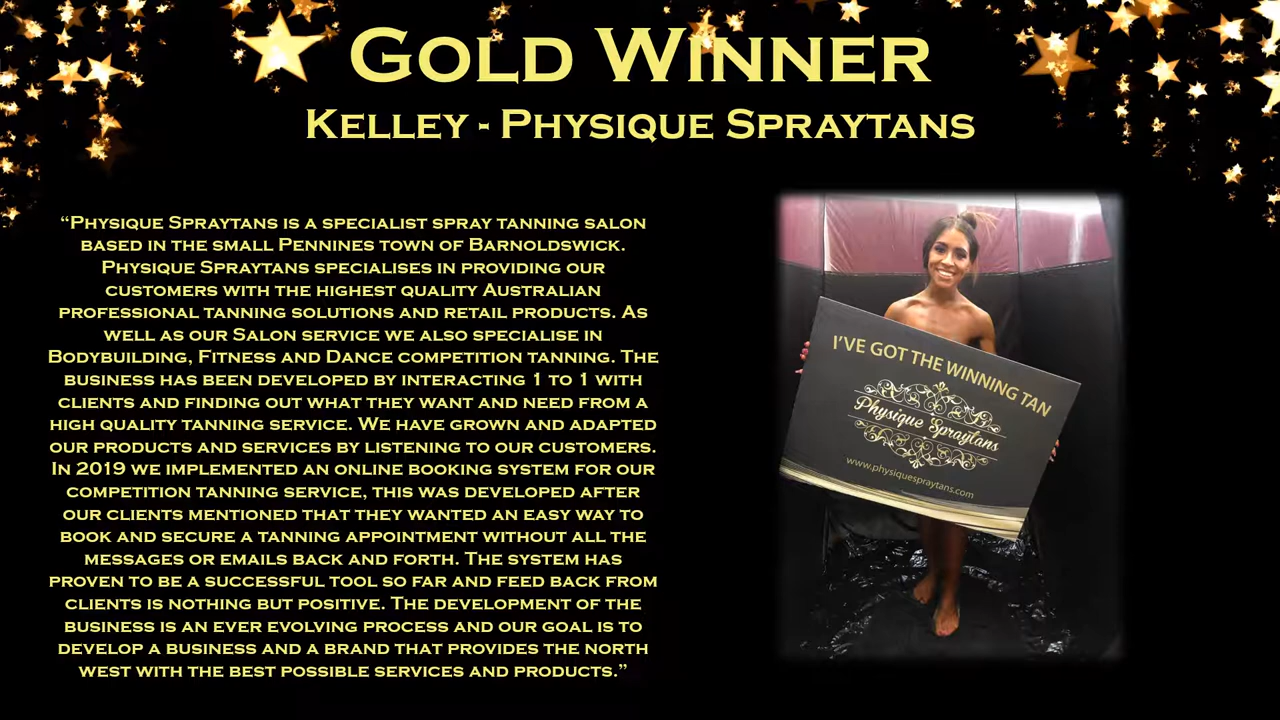 Gold Winner
Kelley - Physique Spraytans
“Physique Spraytans is a specialist spray tanning salon
based in the small Pennines town of Barnoldswick.
Physique Spraytans specialises in providing our
customers with the highest quality Australian
professional tanning solutions and retail products. As
well as our Salon service we also specialise in
Bodybuilding, Fitness and Dance competition tanning. The
business has been developed by interacting 1 to 1 with
clients and finding out what they want and need from a
high quality tanning service. We have grown and adapted
our products and services by listening to our customers.
In 2019 we implemented an online booking system for our
competition tanning service, this was developed after
our clients mentioned that they wanted an easy way to
book and secure a tanning appointment without all the
messages or emails back and forth. The system has
proven to be a successful tool so far and feed back from
clients is nothing but positive. The development of the
business is an ever evolving process and our goal is to
develop a business and a brand that provides the North
West with the best possible services and products.”
I'VE GOT THE WINNING TAN
Physique Spraytans
www.physiquespraytans.com